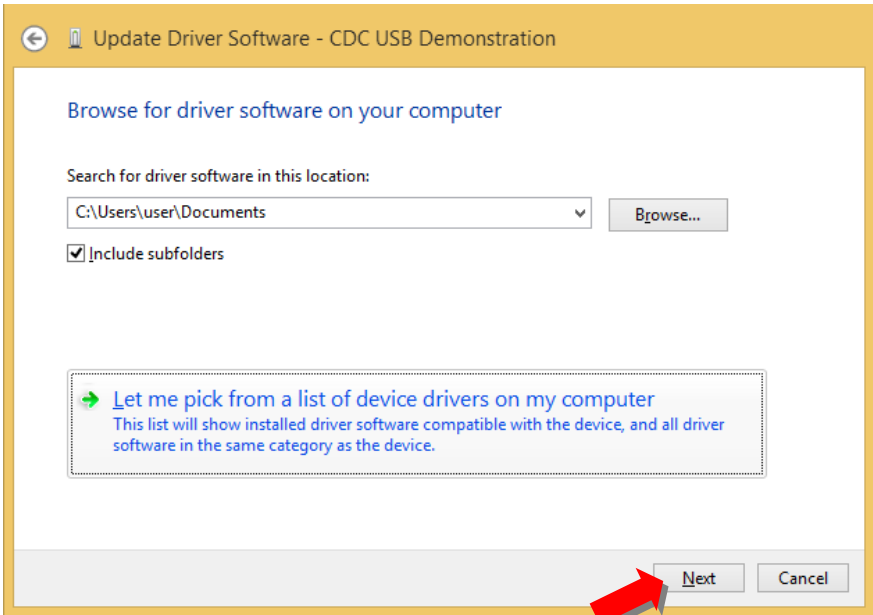 Update Driver Software - CDC USB Demonstration
Browse for driver software on your computer
Search for driver software in this location:
C:\Users\user\Documents
Browse...
Include subfolders
Let me pick from a list of device drivers on my computer
This list will show installed driver software compatible with the device, and all driver
software in the same category as the device.
Next Cancel